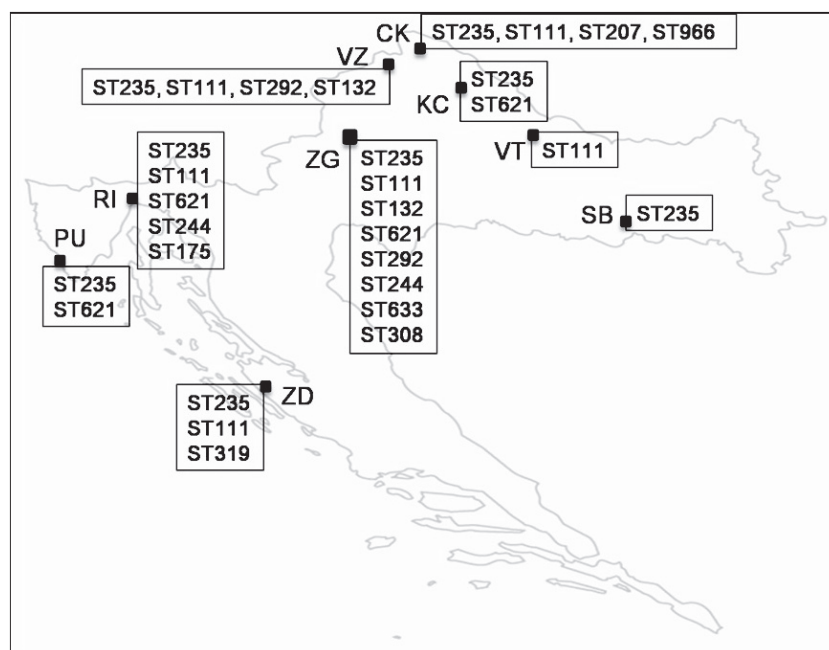 CK
ST235, ST111, ST207, ST966
VZ
ST235, ST111, ST292, ST132
KC
ST235
ST621
VT
ST111
SB
ST235
ZG
ST235
ST111
ST132
ST621
ST292
ST244
ST633
ST308
RI
ST235
ST111
ST621
ST244
ST175
PU
ST235
ST621
ZD
ST235
ST111
ST319